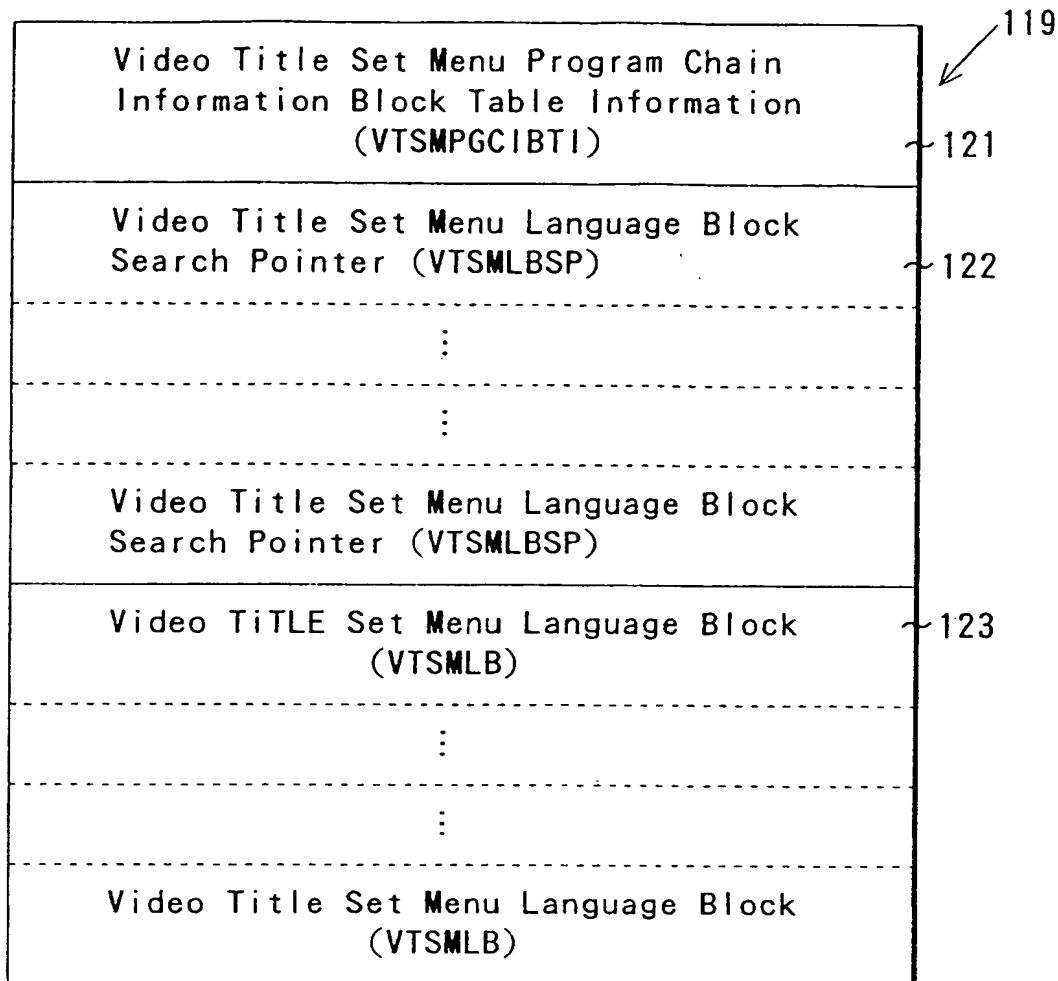 119
Video Title Set Menu Program Chain
Information Block Table Information
(VTSMPGCIBTI)
121
Video Title Set Menu Language Block
Search Pointer (VTSMLBSP)
122
⋮
⋮
Video Title Set Menu Language Block
Search Pointer (VTSMLBSP)
Video TiTLE Set Menu Language Block
123
(VTSMLB)
⋮
⋮
Video Title Set Menu Language Block
(VTSMLB)